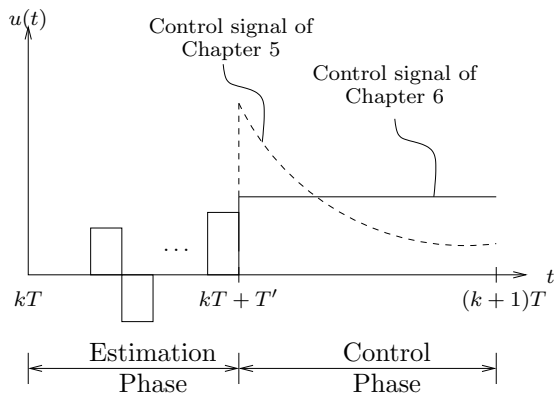 u(t)
Control signal of
Chapter 5
Control signal of
Chapter 6
...
t
kT
kT + T′
(k + 1)T
Estimation
Phase
Control
Phase